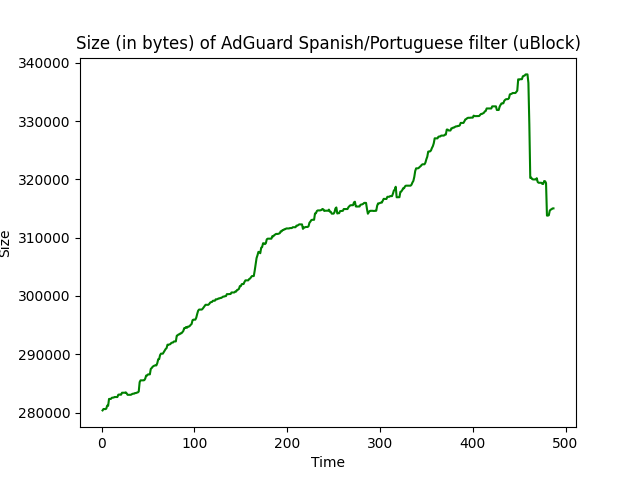 Size (in bytes) of AdGuard Spanish/Portuguese filter (uBlock)
340000
330000
320000
310000
300000
290000
280000
Size
0 100 200 300 400 500
Time